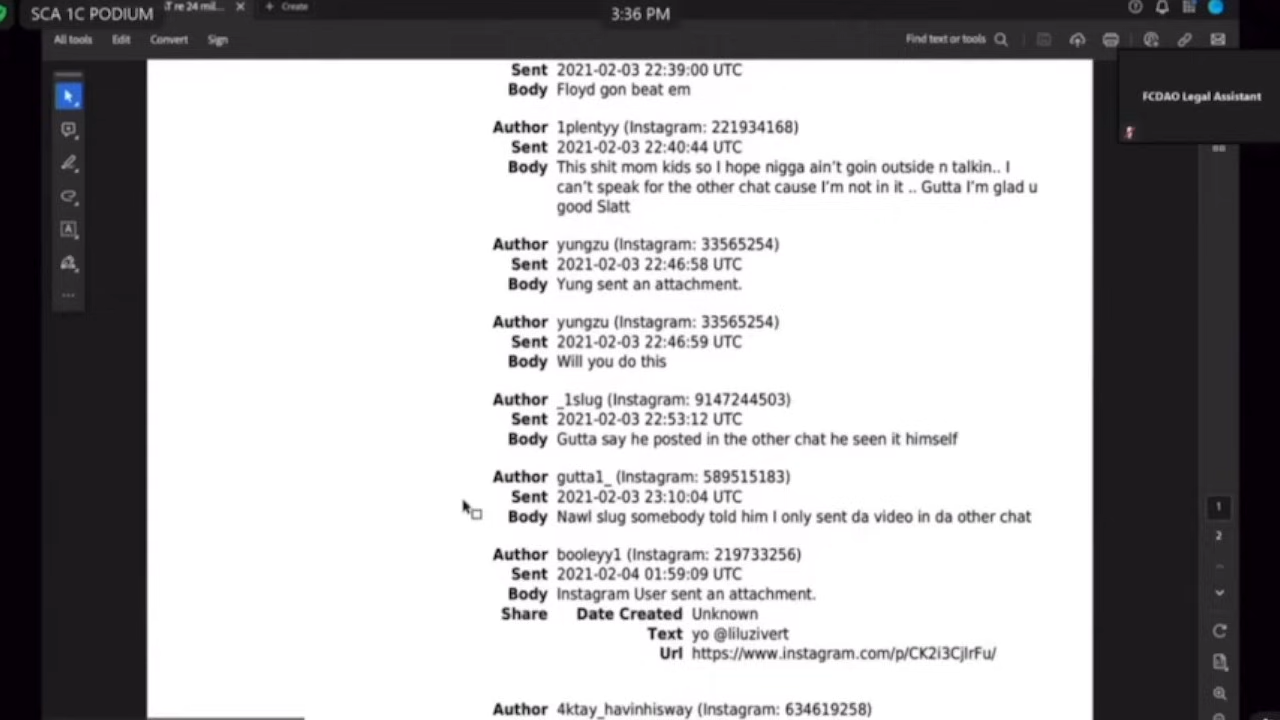 SCA 1C PODIUM
T re 24 mil...
+ Create
3:36 PM
All tools Edit Convert Sign
Find text or tools
FCDAO Legal Assistant
Sent 2021-02-03 22:39:00 UTC
Body Floyd gon beat em
Author 1plentyy (Instagram: 221934168)
Sent 2021-02-03 22:40:44 UTC
Body This shit mom kids so I hope nigga ain't goin outside n talkin.. I
can't speak for the other chat cause I'm not in it .. Gutta I'm glad u
good Slatt
Author yungzu (Instagram: 33565254)
Sent 2021-02-03 22:46:58 UTC
Body Yung sent an attachment.
Author yungzu (Instagram: 33565254)
Sent 2021-02-03 22:46:59 UTC
Body Will you do this
Author _1slug (Instagram: 9147244503)
Sent 2021-02-03 22:53:12 UTC
Body Gutta say he posted in the other chat he seen it himself
Author gutta1_ (Instagram: 589515183)
Sent 2021-02-03 23:10:04 UTC
Body Nawl slug somebody told him I only sent da video in da other chat
Author booleyy1 (Instagram: 219733256)
Sent 2021-02-04 01:59:09 UTC
Body Instagram User sent an attachment.
Share Date Created Unknown
Text yo @liluzivert
Url https://www.instagram.com/p/CK2i3CjlrFu/
Author 4ktay_havinhisway (Instagram: 634619258)
1
2